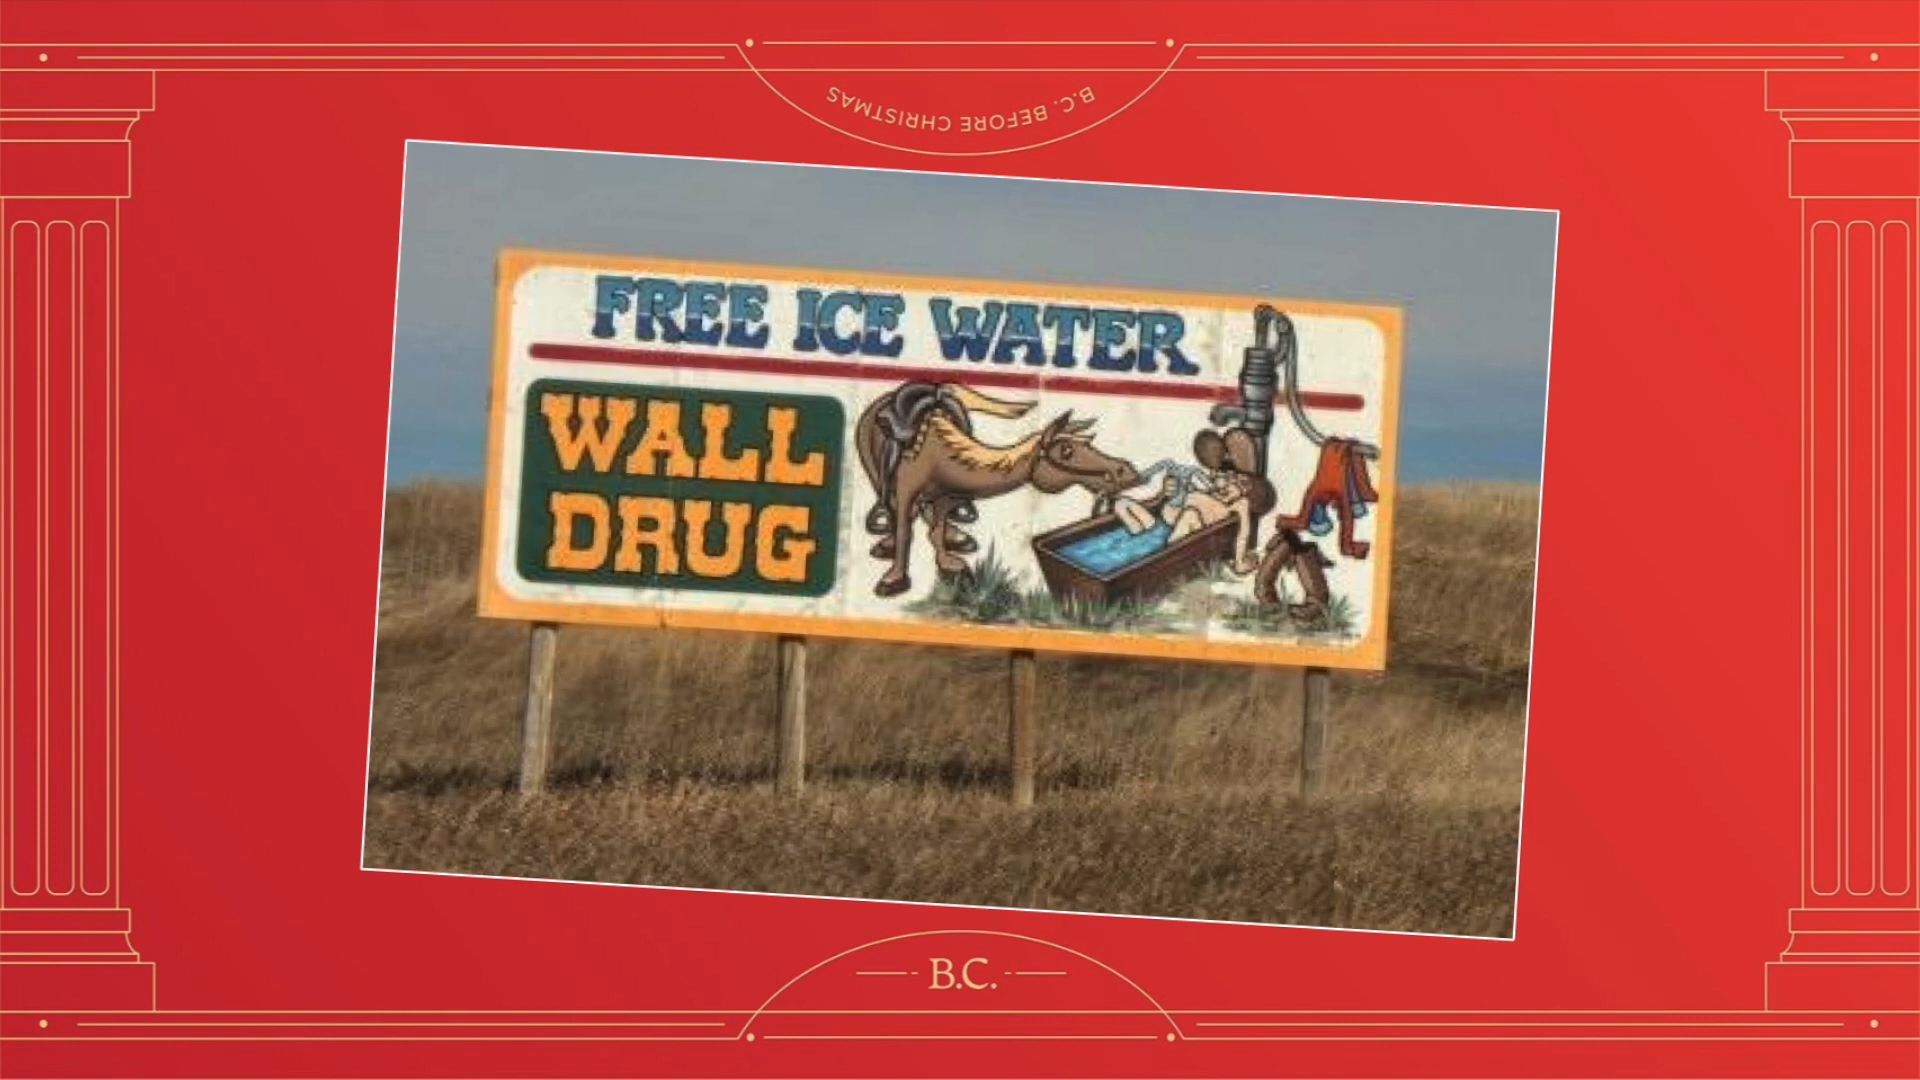 B.C. BEFORE CHRISTMAS
FREE ICE WATER
WALL
DRUG
B.C.